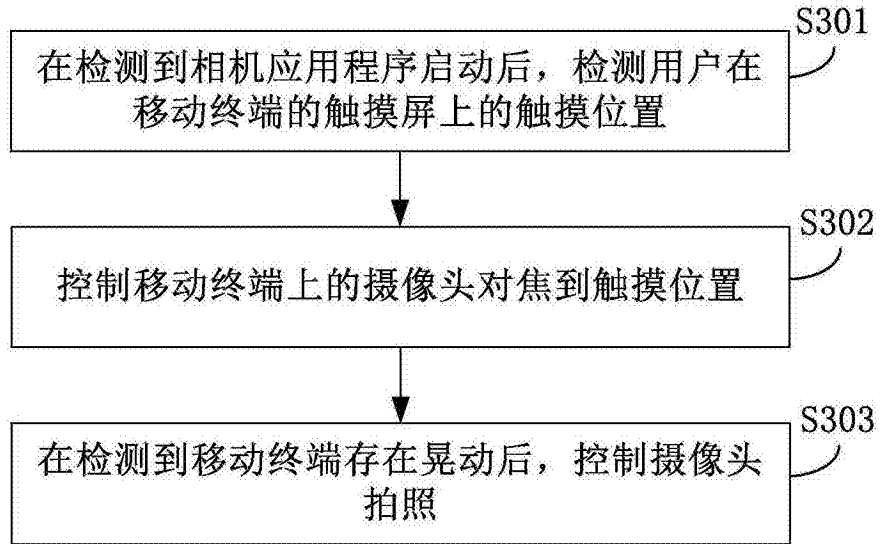 S301
在检测到相机应用程序启动后，检测用户在
移动终端的触摸屏上的触摸位置
S302
控制移动终端上的摄像头对焦到触摸位置
S303
在检测到移动终端存在晃动后，控制摄像头
拍照